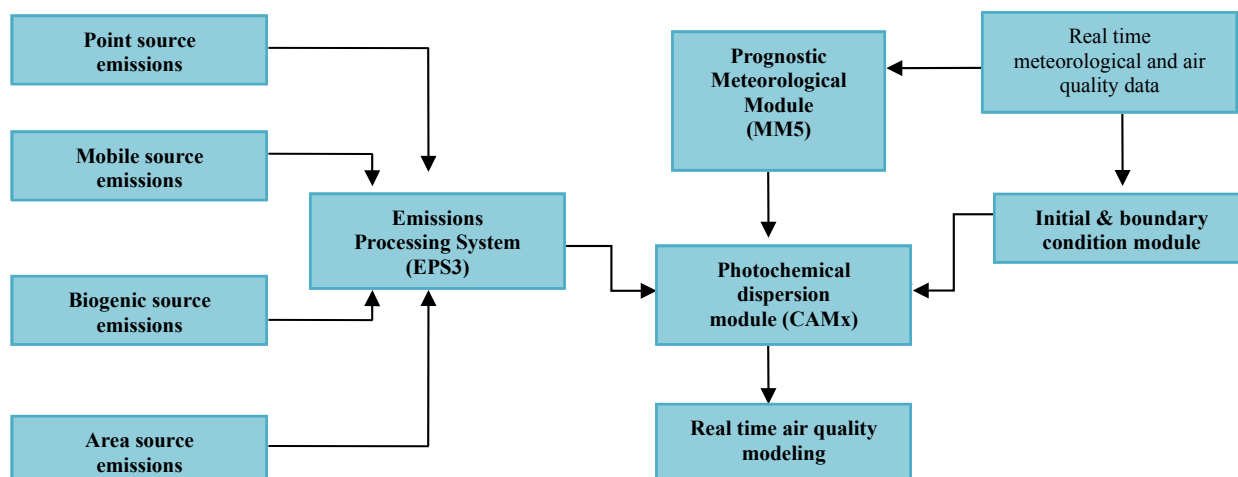 Point source
emissions
Mobile source
emissions
Biogenic source
emissions
Area source
emissions
Emissions
Processing System
(EPS3)
Prognostic
Meteorological
Module
(MM5)
Real time
meteorological and air
quality data
Initial & boundary
condition module
Photochemical
dispersion
module (CAMx)
Real time air quality
modeling